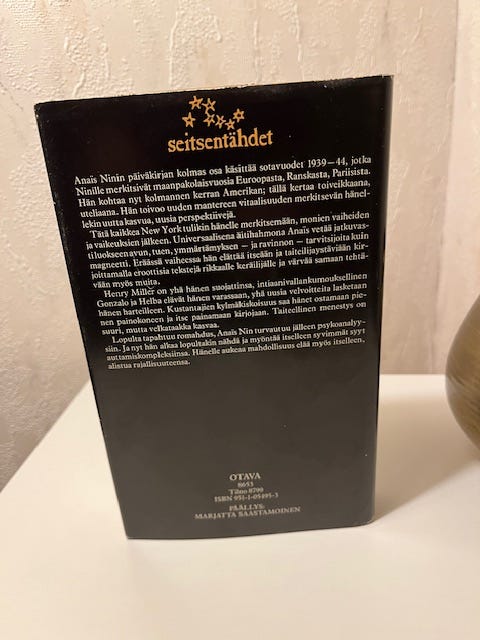 seitsentähdet
Anaïs Ninin päiväkirjan kolmas osa käsittää sotavuodet 1939–44, jotka
Ninille merkitsivät maanpakolaisvuosia Euroopasta, Ranskasta, Pariisista.
Hän kohtaa nyt kolmannen kerran Amerikan; tällä kertaa toiveikkaana,
uteliaana. Hän toivoo uuden mantereen vitaalisuuden merkitsevän hänel-
lekin uutta kasvua, uusia perspektiivejä.
Tätä kaikkea New York tulikin hänelle merkitsemään, monien vaiheiden
ja vaikeuksien jälkeen. Universaalisena äitihahmona Anaïs vetää jatkuvas-
ti luokseen avun, tuen, ymmärtämyksen – ja ravinnon – tarvitsijoita kuin
magneetti. Eräässä vaiheessa hän elättää itseään ja taiteilijaystäviään kir-
joittamalla eroottisia tekstejä rikkaalle keräilijälle ja värvää samaan tehtä-
vään myös muita.
Henry Miller on yhä hänen suojattinsa, intiaanivallankumouksellinen
Gonzalo ja Helba elävät hänen varassaan, yhä uusia velvoitteita lasketaan
hänen harteilleen. Kustantajien kylmäkiskoisuus saa hänet ostamaan pie-
nen painokoneen ja itse painamaan kirjojaan. Taiteellinen menestys on
suuri, mutta velkataakka kasvaa.
Lopulta tapahtuu romahdus, Anaïs Nin turvautuu jälleen psykoanalyy-
siin. Ja nyt hän alkaa lopultakin nähdä ja myöntää itselleen syvimmät syyt
auttamiskompleksiinsa. Hänelle aukenaa mahdollisuus elää myös itselleen,
alistua rajallisuuteensa.
OTAVA
8653
Tilno 8799
ISBN 951-1-05495-3
PÄÄLLYS:
MARJATTA SAASTAMOINEN